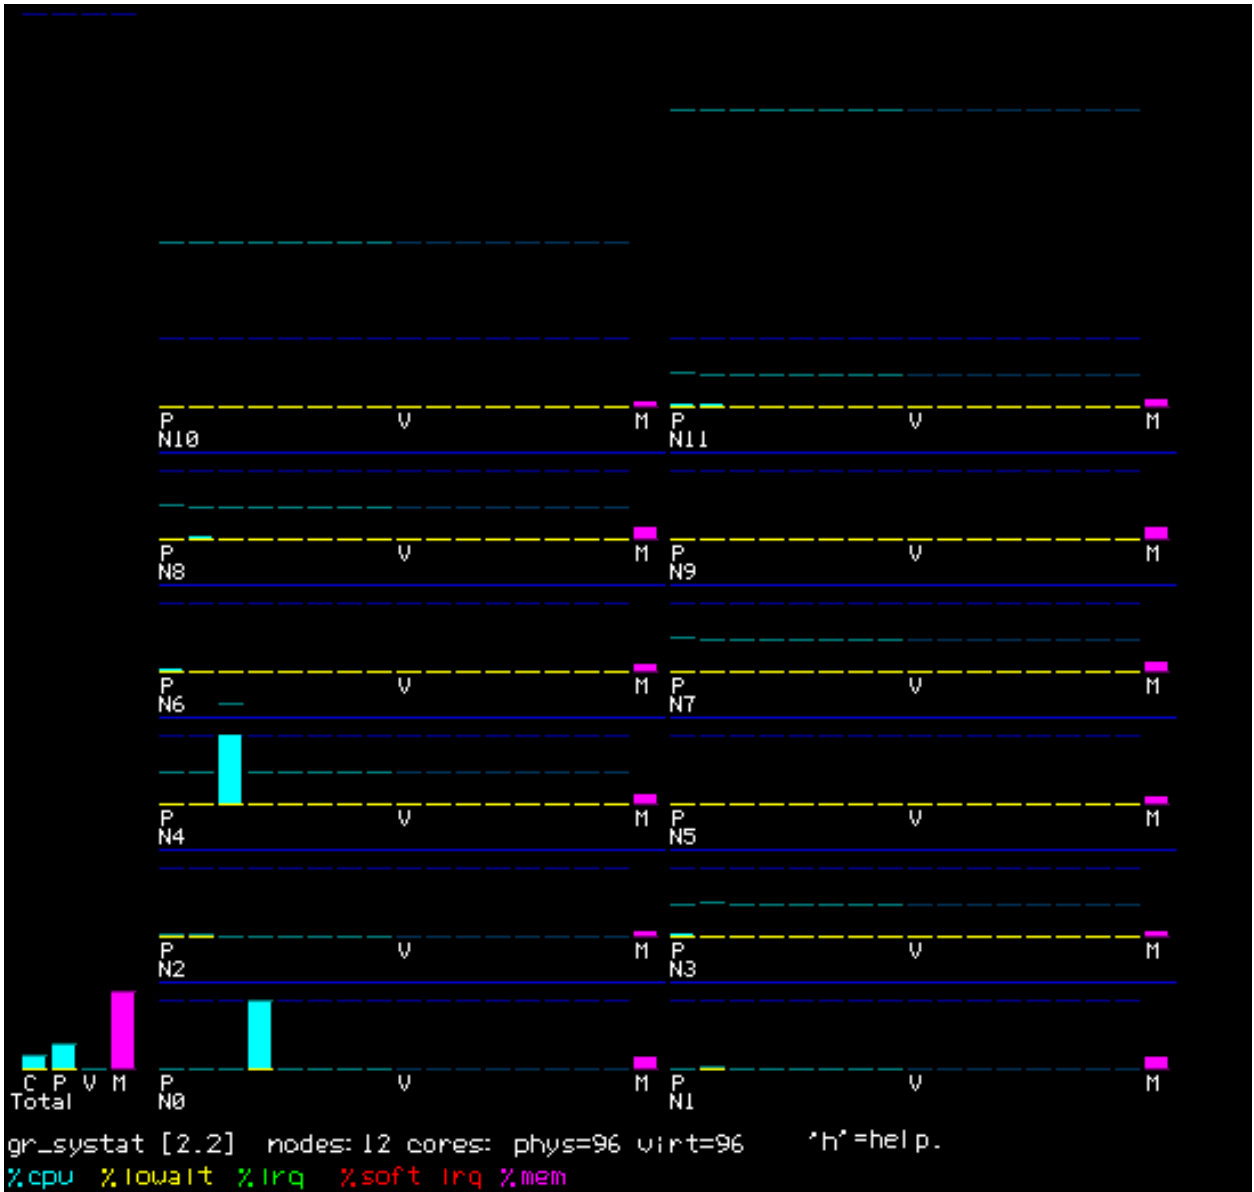 P V M P V M
N10 N11
P V M P V M
N8 N9
P V M P V M
N6 N7
P V M P V M
N4 N5
P V M P V M
N2 N3
C P V M P V M P V M
Total N0 N1
gr_systat [2.2] nodes: 12 cores: phys=96 virt=96 "h"=help.
%cpu %iowait %irq %soft irq %mem